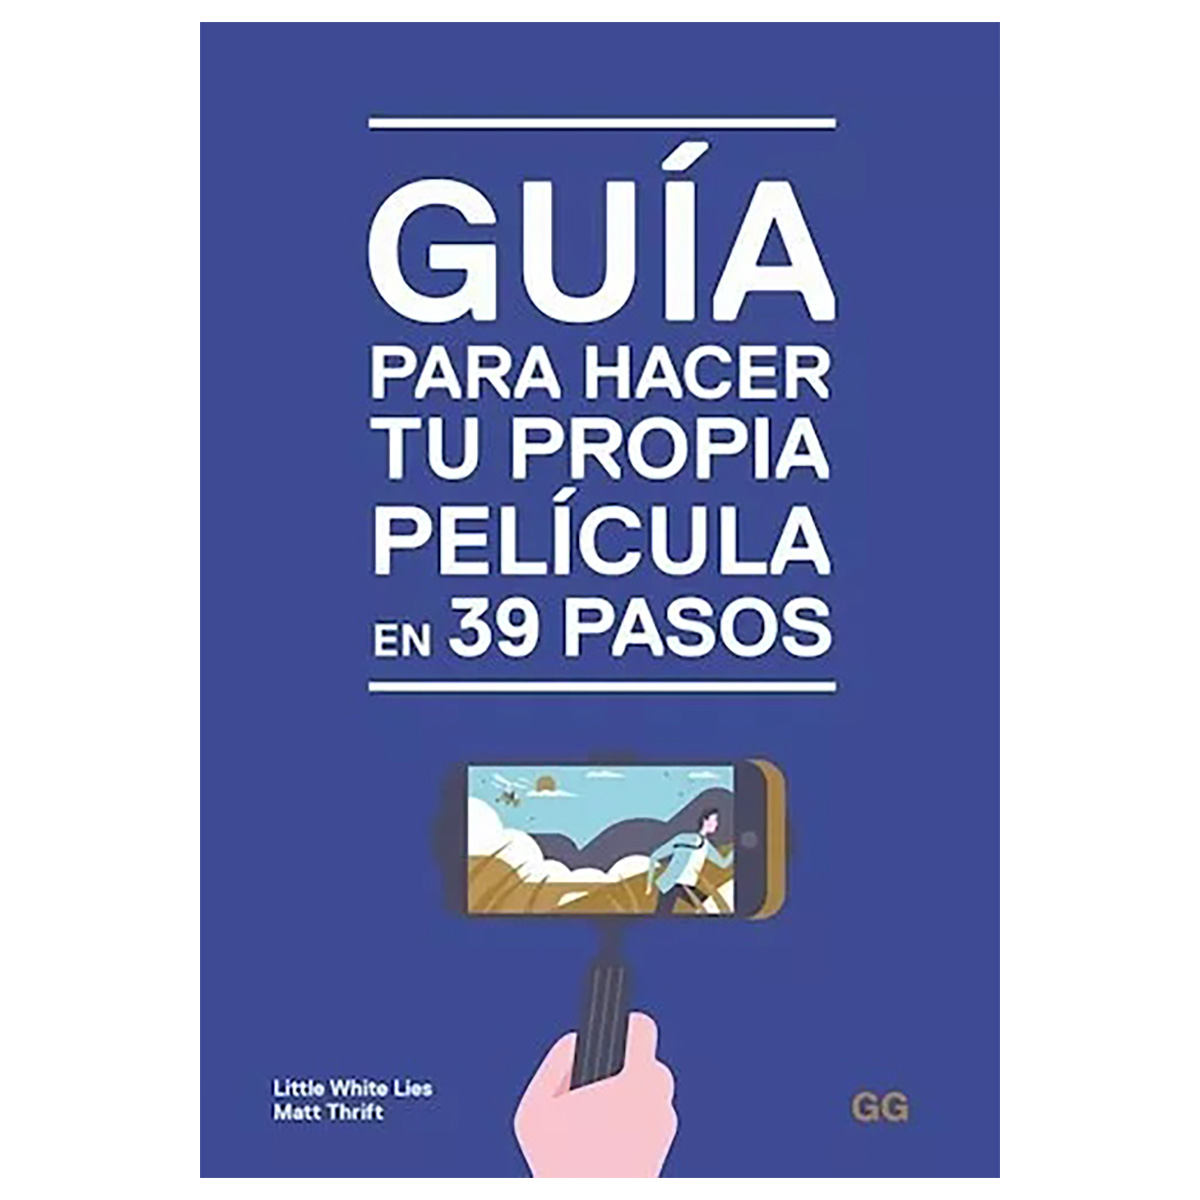 GUÍA
PARA HACER
TU PROPIA
PELÍCULA
EN 39 PASOS
Little White Lies
Matt Thrift
GG